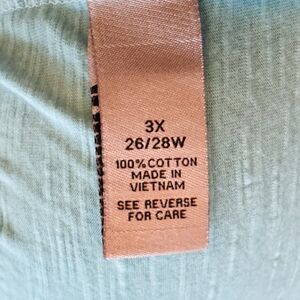 3X
26/28W
100% COTTON
MADE IN
VIETNAM
SEE REVERSE
FOR CARE